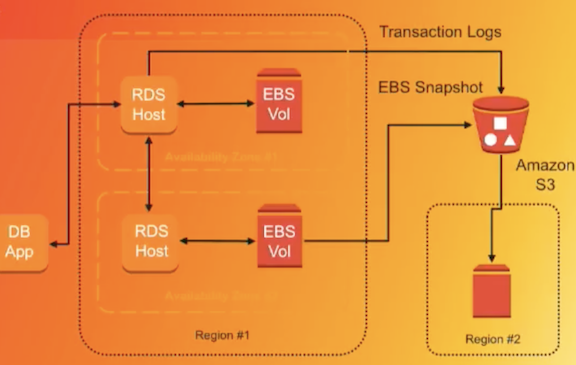 Transaction Logs
RDS
Host
EBS
Vol
EBS Snapshot
Availability Zone #1
Amazon
S3
DB
App
RDS
Host
EBS
Vol
Availability Zone
Region #1
Region #2